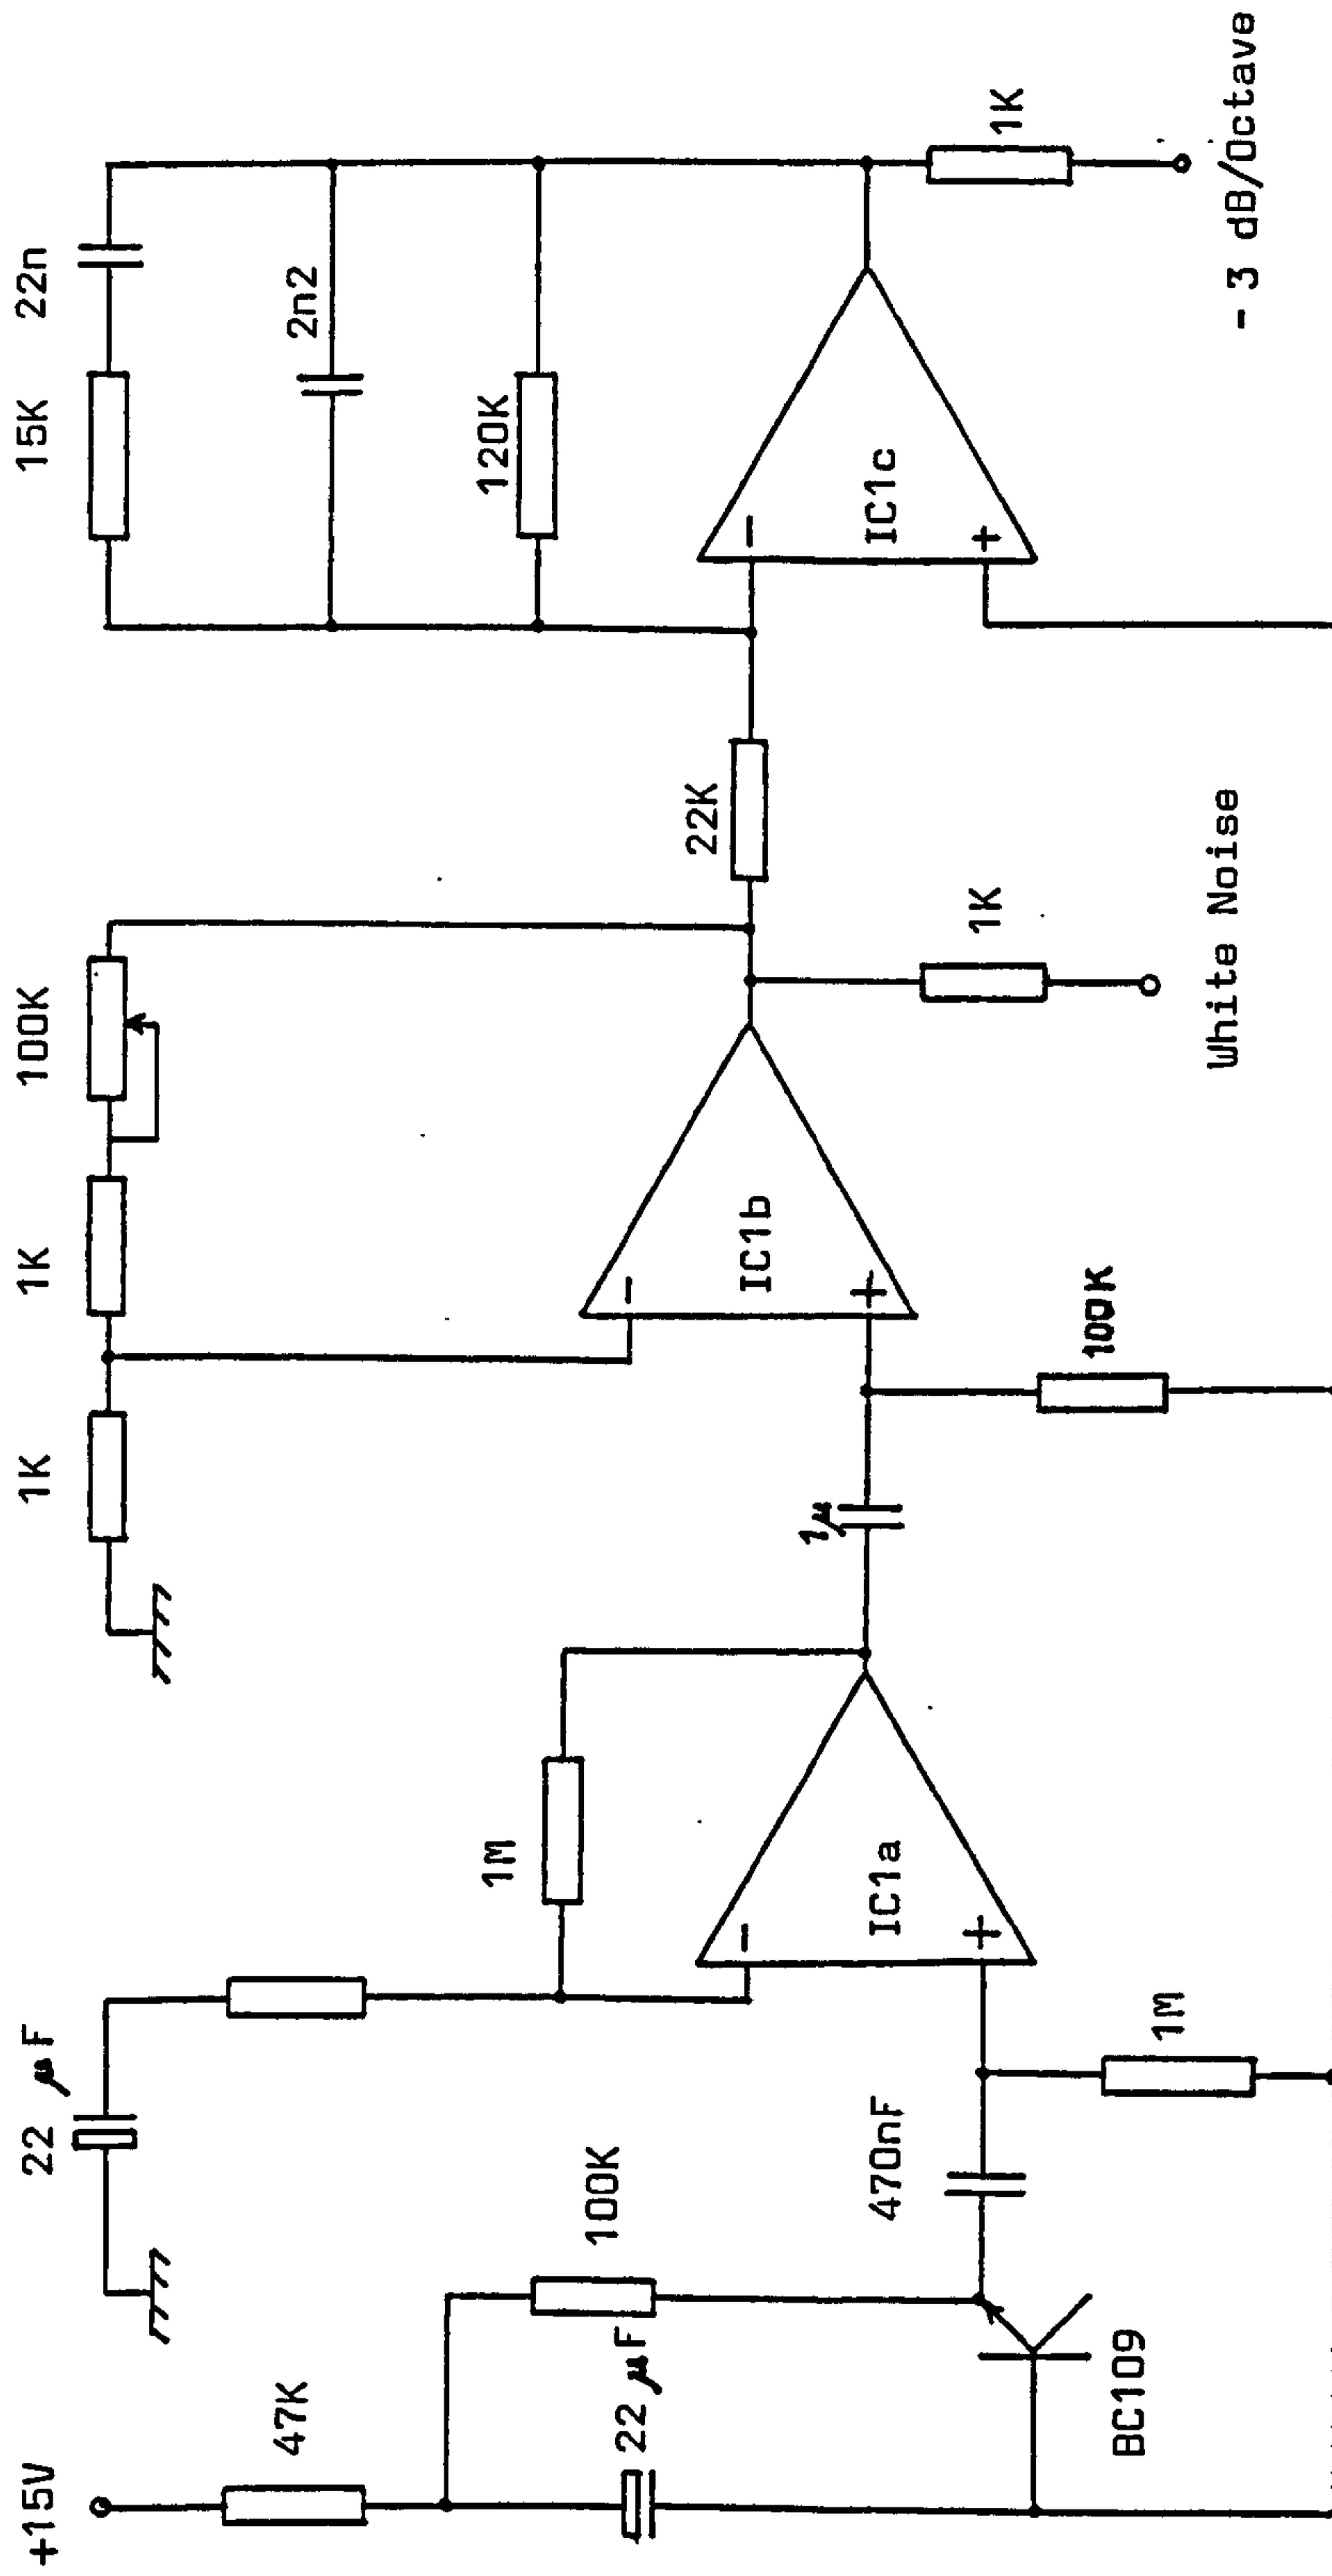 +15V
47K
22 µF
100K
BC109
22 µF
470nF
1M
1M
-
IC1a
+
1µ
1K
1K
100K
-
IC1b
+
100K
1K
White Noise
22K
15K
22n
2n2
120K
-
IC1c
+
1K
- 3 dB/Octave